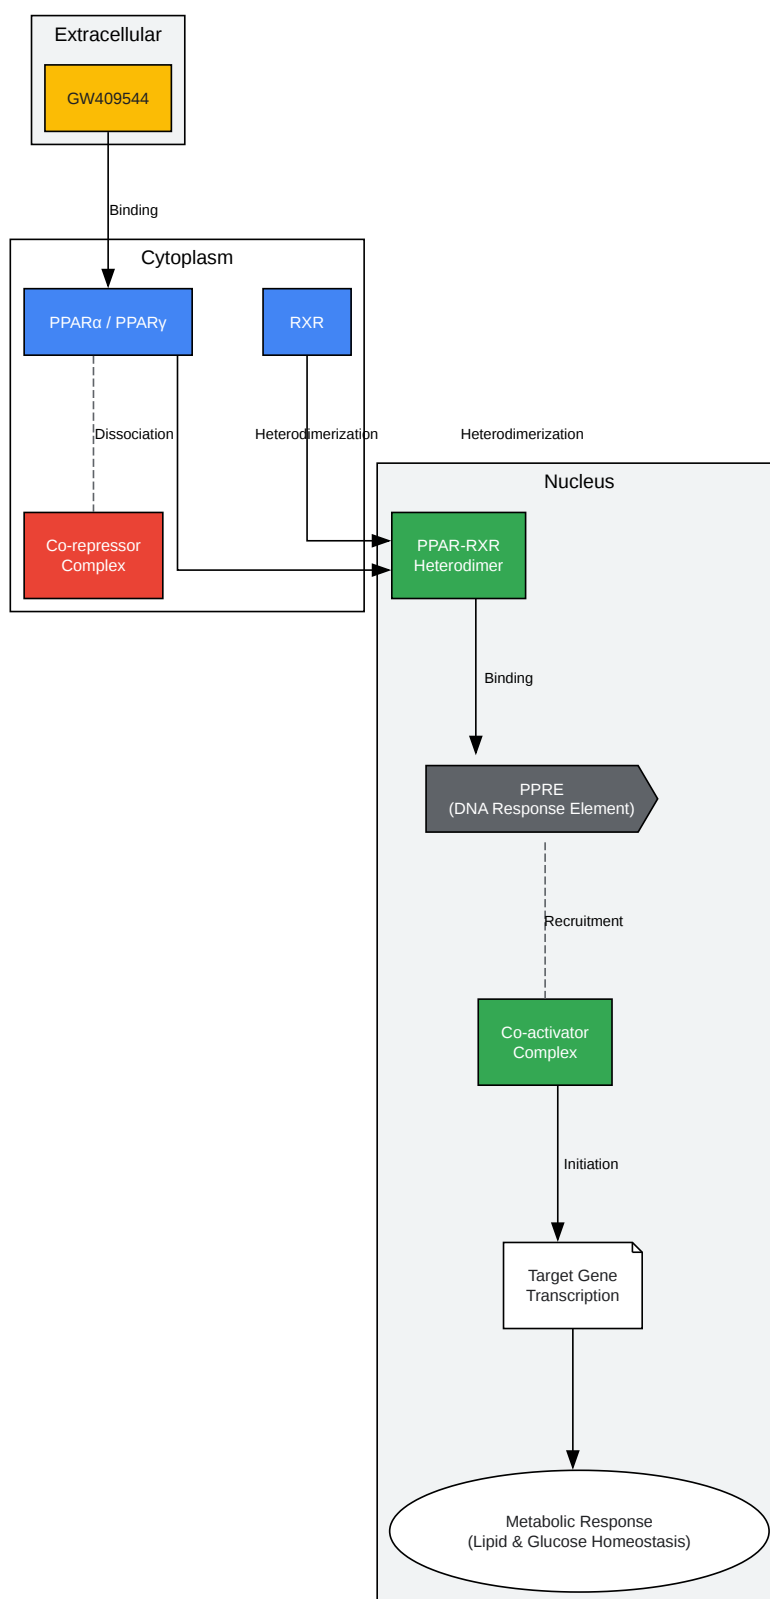 Extracellular
GW409544
Binding
Cytoplasm
PPARα / PPARγ
RXR
Dissociation
Heterodimerization
Heterodimerization
Nucleus
Co-repressor
Complex
PPAR-RXR
Heterodimer
Binding
PPRE
(DNA Response Element)
Recruitment
Co-activator
Complex
Initiation
Target Gene
Transcription
Metabolic Response
(Lipid & Glucose Homeostasis)